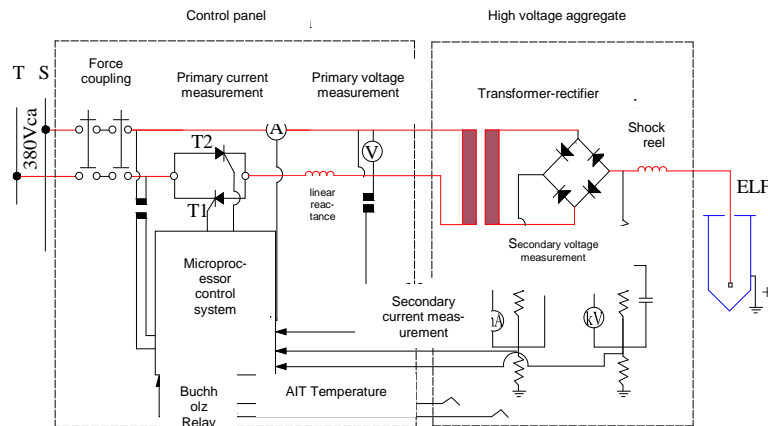 Control panel
High voltage aggregate
Force
coupling
T S
Primary current
measurement
Primary voltage
measurement
Transformer-rectifier
Shock
reel
380Vca
A
T2
V
linear
reac-
tance
T1
ELF
Secondary voltage
measurement
Microproc-
essor control
system
+
Secondary
current meas-
urement
kV
Buchh
olz
Relay
AIT Temperature